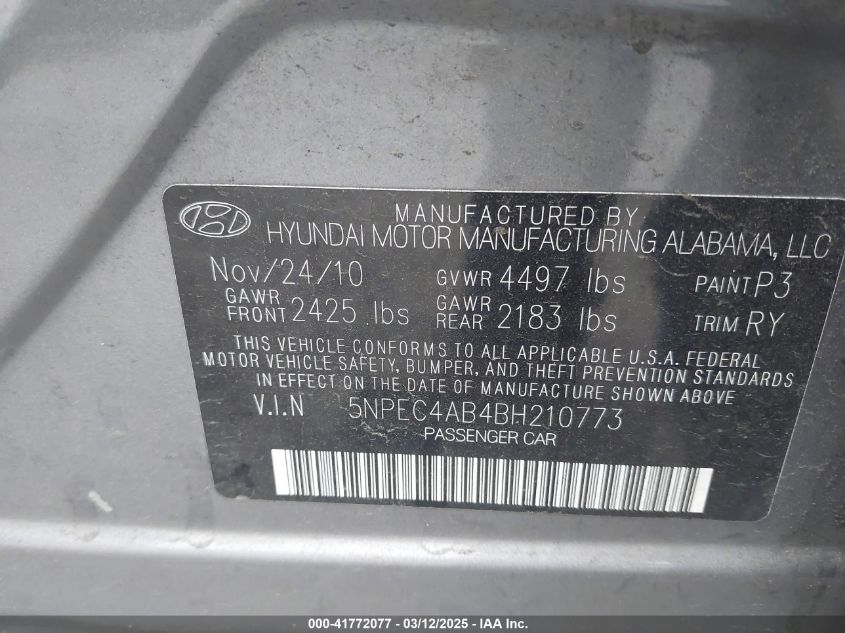 MANUFACTURED BY
HYUNDAI MOTOR MANUFACTURING ALABAMA, LLC
Nov/24/10 GVWR 4497 lbs PAINT P3
GAWR FRONT 2425 lbs GAWR REAR 2183 lbs TRIM RY
THIS VEHICLE CONFORMS TO ALL APPLICABLE U.S.A. FEDERAL
MOTOR VEHICLE SAFETY, BUMPER, AND THEFT PREVENTION STANDARDS
IN EFFECT ON THE DATE OF MANUFACTURE SHOWN ABOVE
V.I.N 5NPEC4AB4BH210773
PASSENGER CAR
000-41772077 - 03/12/2025 - IAA Inc.